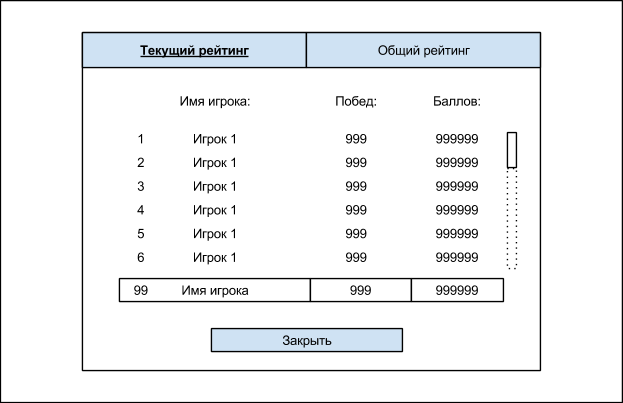 Текущий рейтинг Общий рейтинг
Имя игрока: Побед: Баллов:
1 Игрок 1 999 999999
2 Игрок 1 999 999999
3 Игрок 1 999 999999
4 Игрок 1 999 999999
5 Игрок 1 999 999999
6 Игрок 1 999 999999
99 Имя игрока 999 999999
Закрыть